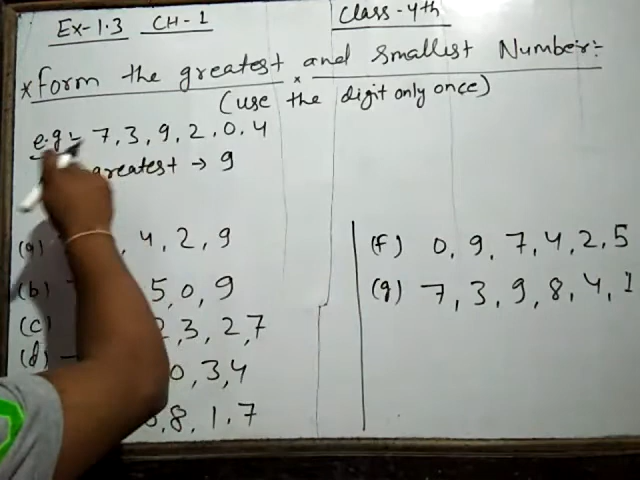 Ex-1.3 CH-1 Class-4th
*Form the greatest * and smallest Number:-
(use the digit only once)
e.g:- 7, 3, 9, 2, 0, 4
greatest → 9
(a) , 4, 2, 9
(b) 5, 0, 9
(c) 2, 3, 2, 7
(d) 0, 3, 4
8, 1, 7
(f) 0, 9, 7, 4, 2, 5
(g) 7, 3, 9, 8, 4, 1